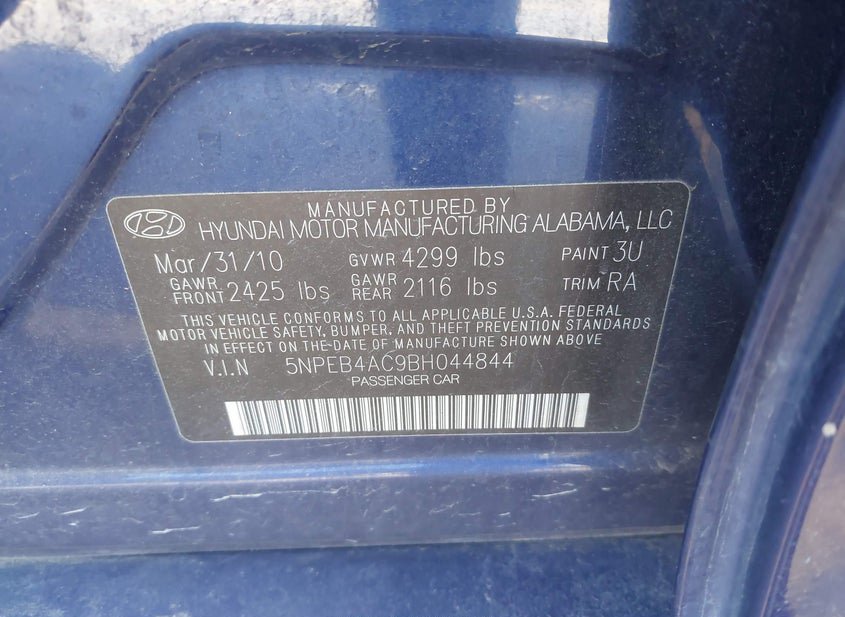 MANUFACTURED BY
HYUNDAI MOTOR MANUFACTURING ALABAMA, LLC
Mar/31/10 GVWR 4299 lbs PAINT 3U
GAWR FRONT 2425 lbs GAWR REAR 2116 lbs TRIM RA
THIS VEHICLE CONFORMS TO ALL APPLICABLE U.S.A. FEDERAL
MOTOR VEHICLE SAFETY, BUMPER, AND THEFT PREVENTION STANDARDS
IN EFFECT ON THE DATE OF MANUFACTURE SHOWN ABOVE
V.I.N 5NPEB4AC9BH044844
PASSENGER CAR